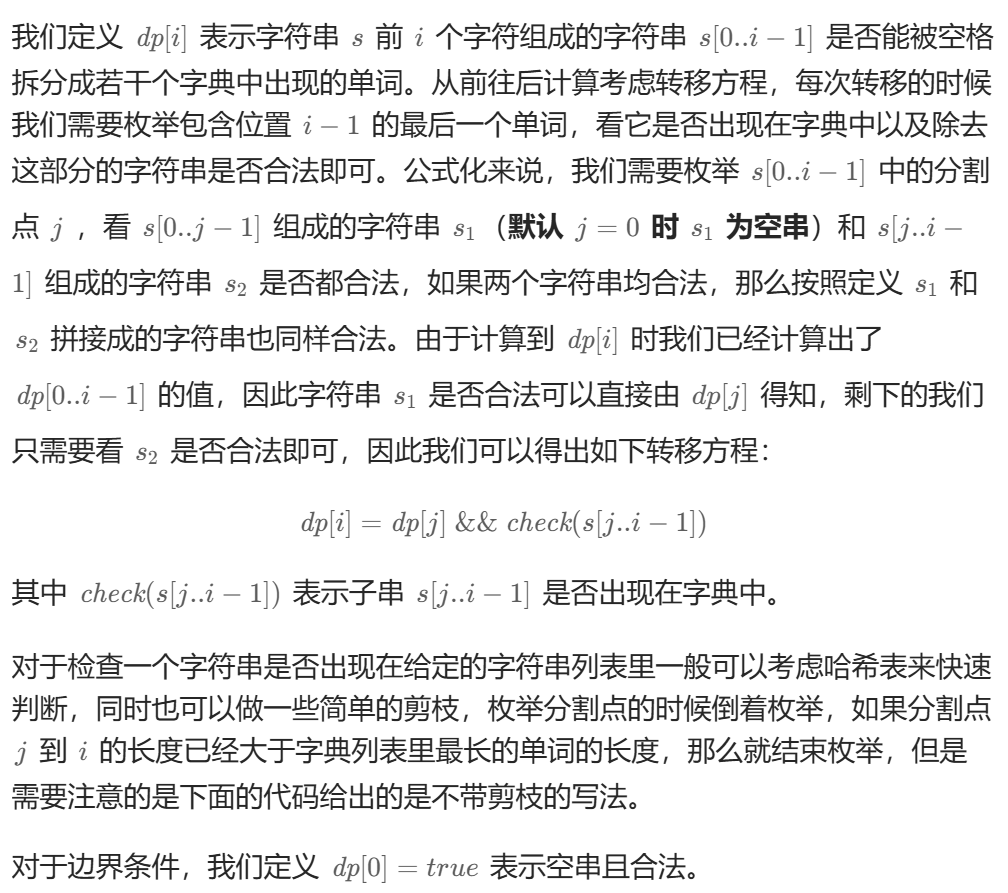 我们定义 dp[i] 表示字符串 s 前 i 个字符组成的字符串 s[0..i − 1] 是否能被空格
拆分成若干个字典中出现的单词。从前往后计算考虑转移方程，每次转移的时候
我们需要枚举包含位置 i − 1 的最后一个单词，看它是否出现在字典中以及除去
这部分的字符串是否合法即可。公式化来说，我们需要枚举 s[0..i − 1] 中的分割
点 j ，看 s[0..j − 1] 组成的字符串 s₁（默认 j = 0 时 s₁ 为空串）和 s[j..i −
1] 组成的字符串 s₂ 是否都合法，如果两个字符串均合法，那么按照定义 s₁ 和
s₂ 拼接成的字符串也同样合法。由于计算到 dp[i] 时我们已经计算出了
dp[0..i − 1] 的值，因此字符串 s₁ 是否合法可以直接由 dp[j] 得知，剩下的我们
只需要看 s₂ 是否合法即可，因此我们可以得出如下转移方程：
dp[i] = dp[j] && check(s[j..i − 1])
其中 check(s[j..i − 1]) 表示子串 s[j..i − 1] 是否出现在字典中。
对于检查一个字符串是否出现在给定的字符串列表里一般可以考虑哈希表来快速
判断，同时也可以做一些简单的剪枝，枚举分割点的时候倒着枚举，如果分割点
j 到 i 的长度已经大于字典列表里最长的单词的长度，那么就结束枚举，但是
需要注意的是下面的代码给出的是不带剪枝的写法。
对于边界条件，我们定义 dp[0] = true 表示空串且合法。